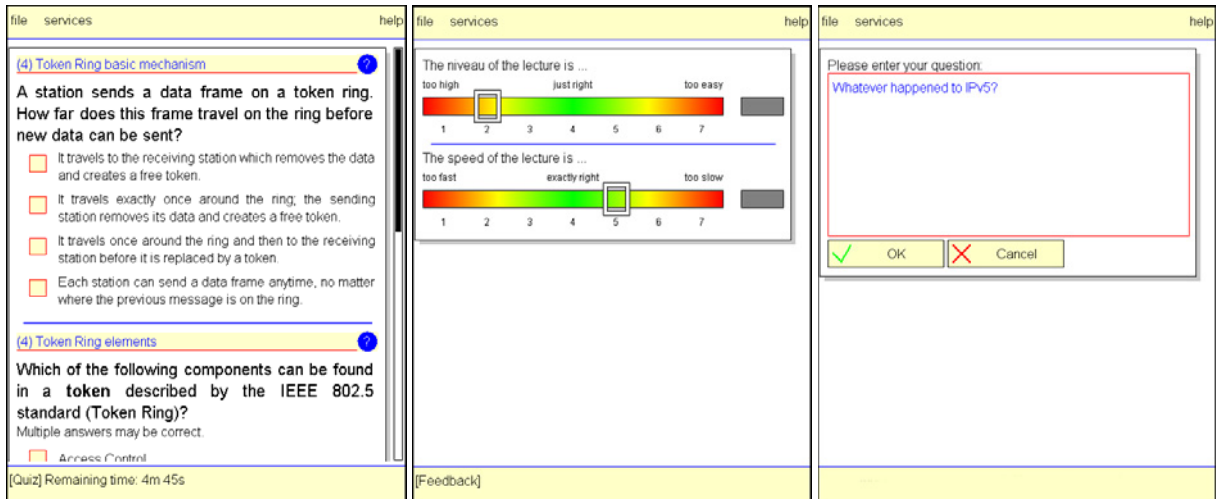 file services help
(4) Token Ring basic mechanism ?
A station sends a data frame on a token ring.
How far does this frame travel on the ring before
new data can be sent?
It travels to the receiving station which removes the data
and creates a free token.
It travels exactly once around the ring; the sending
station removes its data and creates a free token.
It travels once around the ring and then to the receiving
station before it is replaced by a token.
Each station can send a data frame anytime, no matter
where the previous message is on the ring.
(4) Token Ring elements ?
Which of the following components can be found
in a token described by the IEEE 802.5
standard (Token Ring)?
Multiple answers may be correct.
Access Control
[Quiz] Remaining time: 4m 45s
file services help
The niveau of the lecture is ...
too high just right too easy
1 2 3 4 5 6 7
The speed of the lecture is ...
too fast exactly right too slow
1 2 3 4 5 6 7
[Feedback]
file services help
Please enter your question:
Whatever happened to IPv5?
OK Cancel